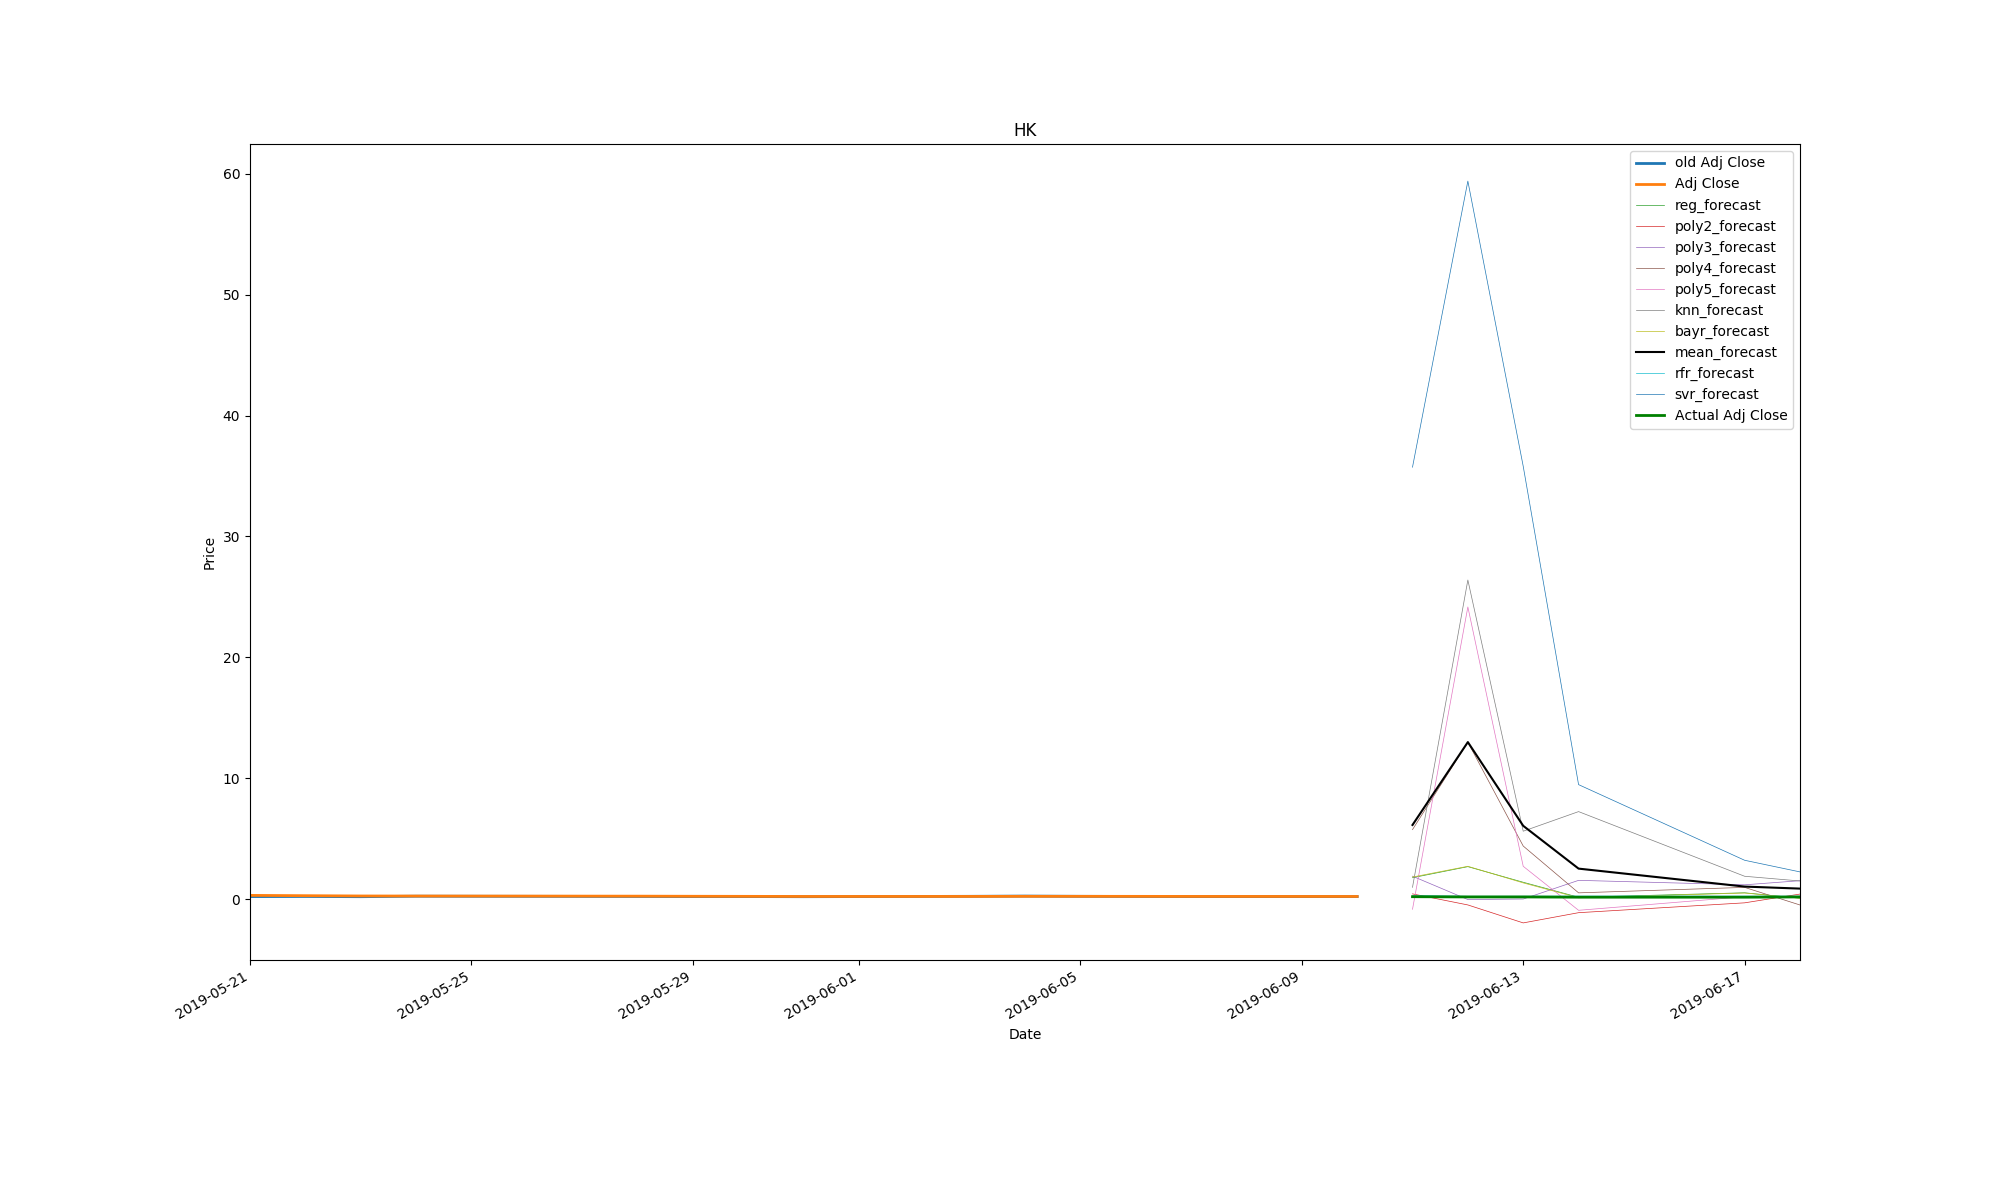 HK
60
50
40
30
20
10
0
Price
old Adj Close
Adj Close
reg_forecast
poly2_forecast
poly3_forecast
poly4_forecast
poly5_forecast
knn_forecast
bayr_forecast
mean_forecast
rfr_forecast
svr_forecast
Actual Adj Close
2019-05-21
2019-05-25
2019-05-29
2019-06-01
2019-06-05
2019-06-09
2019-06-13
2019-06-17
Date